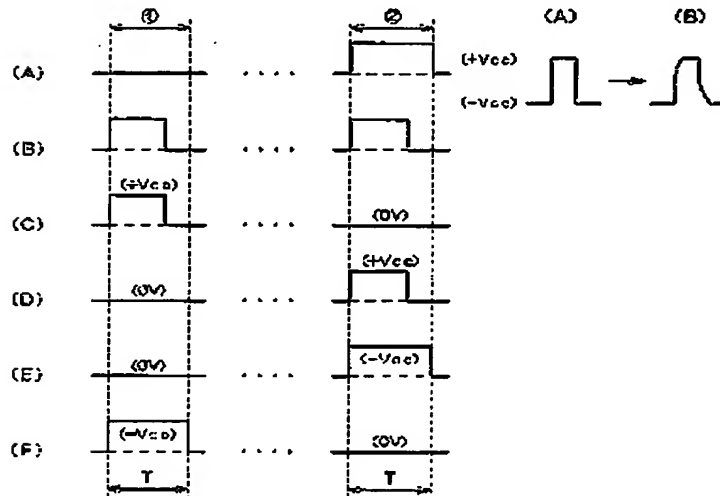 ① ② (A) (B)
(A) (+Vcc)
(-Vcc)
(B)
(+Vcc)
(C) (0V)
(+Vcc)
(D) (0V)
(E) (0V) (-Vcc)
(F) (-Vcc) (0V)
T T